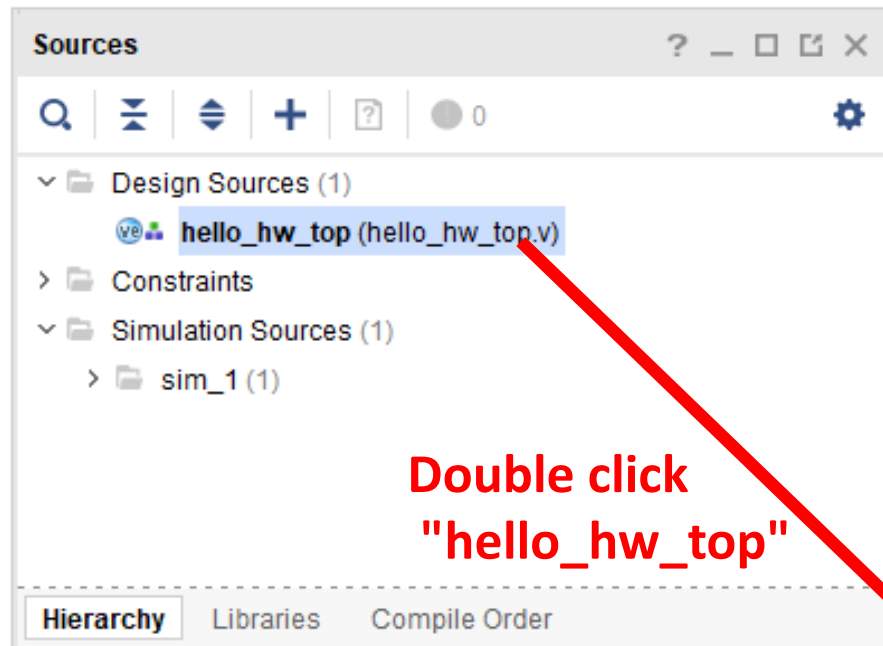 Sources
0
Design Sources (1)
hello_hw_top (hello_hw_top.v)
Constraints
Simulation Sources (1)
sim_1 (1)
Double click
"hello_hw_top"
Hierarchy Libraries Compile Order